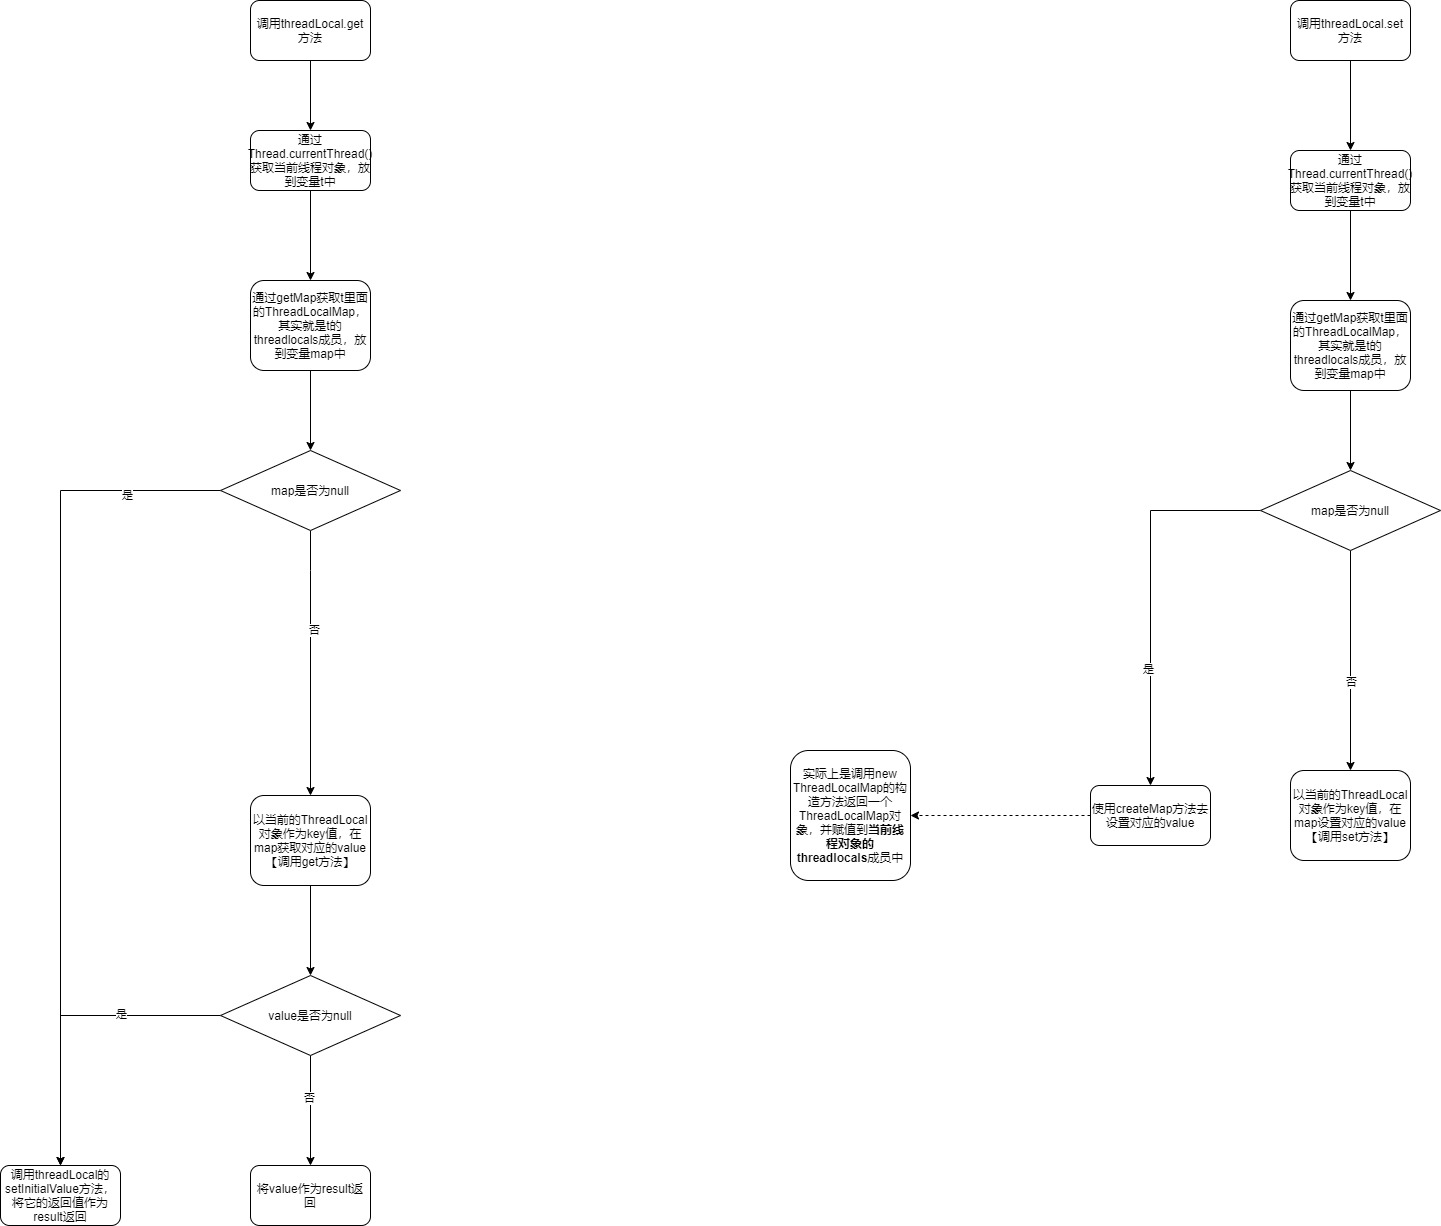 调用threadLocal.get
方法
通过
Thread.currentThread()
获取当前线程对象，放
到变量t中
通过getMap获取t里面
的ThreadLocalMap，
其实就是t的
threadlocals成员，放
到变量map中
map是否为null
是
否
以当前的ThreadLocal
对象作为key值，在
map获取对应的value
【调用get方法】
value是否为null
是
否
调用threadLocal的
setInitialValue方法，
将它的返回值作为
result返回
将value作为result返
回
调用threadLocal.set
方法
通过
Thread.currentThread()
获取当前线程对象，放
到变量t中
通过getMap获取t里面
的ThreadLocalMap，
其实就是t的
threadlocals成员，放
到变量map中
map是否为null
是
否
实际上是调用new
ThreadLocalMap的构
造方法返回一个
ThreadLocalMap对
象，并赋值到当前线
程对象的
threadlocals成员中
使用createMap方法去
设置对应的value
以当前的ThreadLocal
对象作为key值，在
map设置对应的value
【调用set方法】